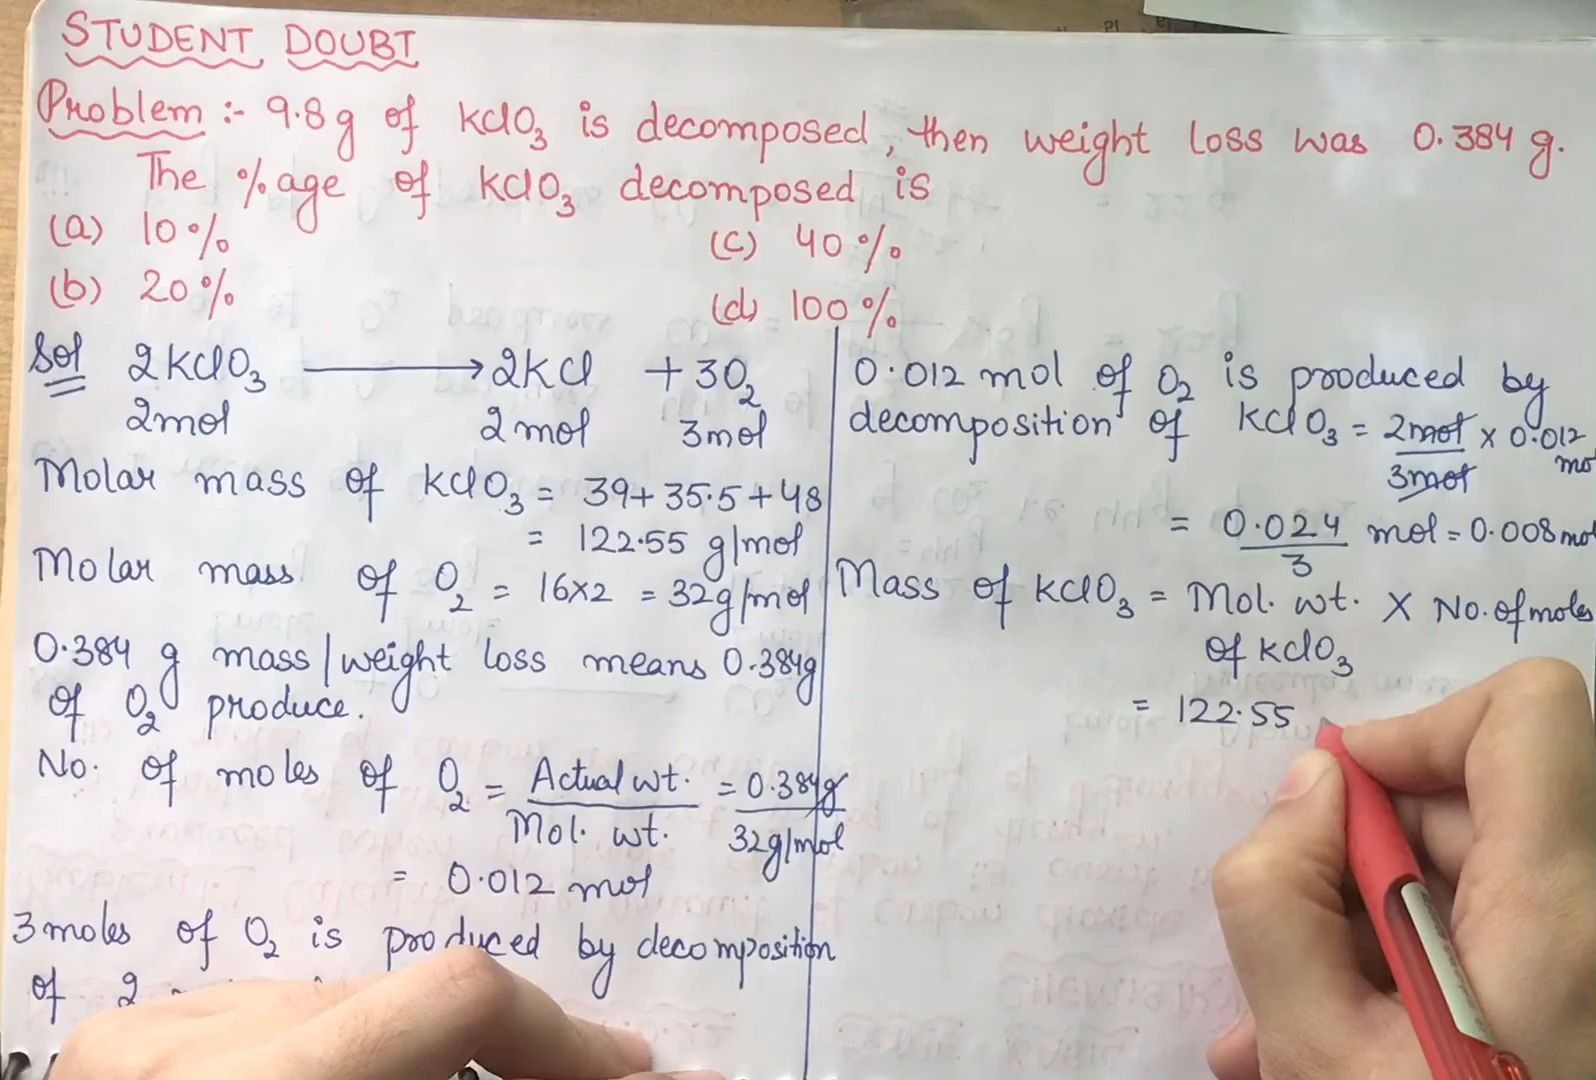 STUDENT DOUBT
Problem :- 9.8g of KClO3 is decomposed, then weight loss was 0.384 g.
The %age of KClO3 decomposed is
(a) 10%
(c) 40%
(b) 20%
(d) 100%
Sol 2KClO3 → 2KCl + 3O2
2mol 2mol 3mol
Molar mass of KClO3 = 39+35.5+48
= 122.55 g/mol
Molar mass of O2 = 16x2 = 32g/mol
0.384 g mass/weight loss means 0.384g
of O2 produce.
No. of moles of O2 = Actual wt. = 0.384g
Mol. wt. 32g/mol
= 0.012 mol
3 moles of O2 is produced by decomposition
of 2
0.012 mol of O2 is produced by
decomposition of KClO3 = 2mol x 0.012
mo
3mol
= 0.024 mol = 0.008 mol
3
Mass of KClO3 = Mol. wt. X No. of moles
of KClO3
= 122.55